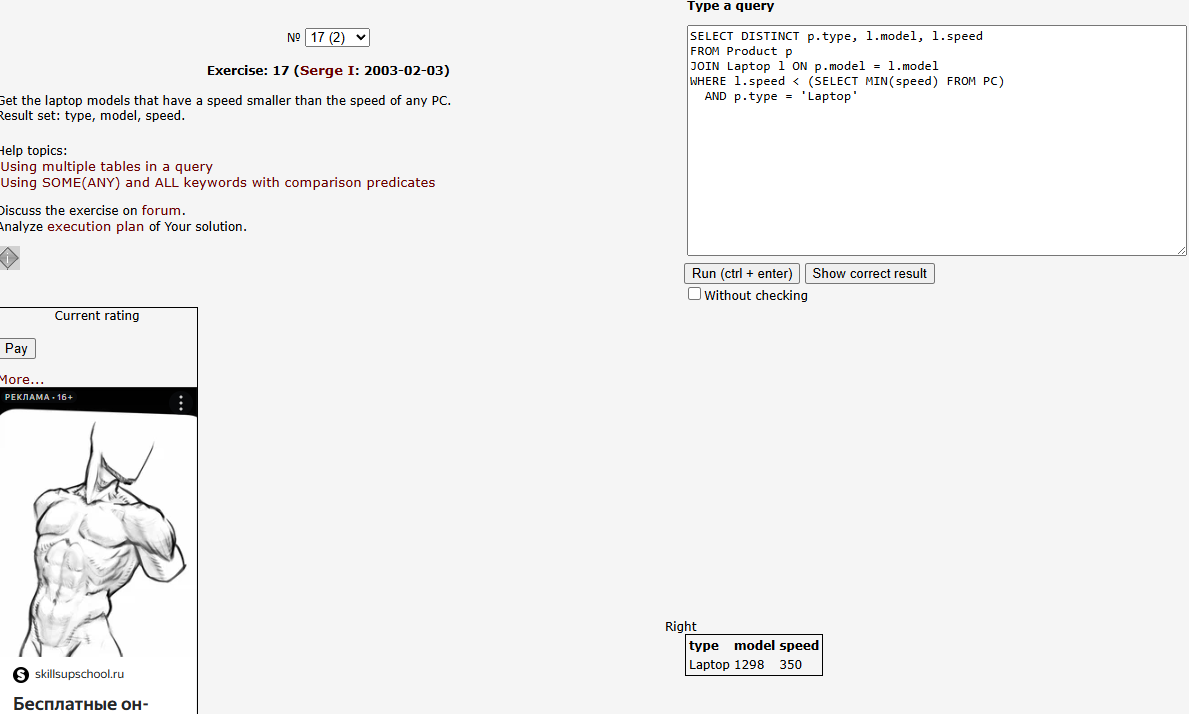 № 17 (2)
Exercise: 17 (Serge I: 2003-02-03)
Get the laptop models that have a speed smaller than the speed of any PC.
Result set: type, model, speed.
Help topics:
Using multiple tables in a query
Using SOME(ANY) and ALL keywords with comparison predicates
Discuss the exercise on forum.
Analyze execution plan of Your solution.
Current rating
Pay
More...
РЕКЛАМА • 16+
skillsupschool.ru
Бесплатные он-
Type a query
SELECT DISTINCT p.type, l.model, l.speed
FROM Product p
JOIN Laptop l ON p.model = l.model
WHERE l.speed < (SELECT MIN(speed) FROM PC)
AND p.type = 'Laptop'
Run (ctrl + enter) Show correct result
Without checking
Right
type model speed
Laptop 1298 350